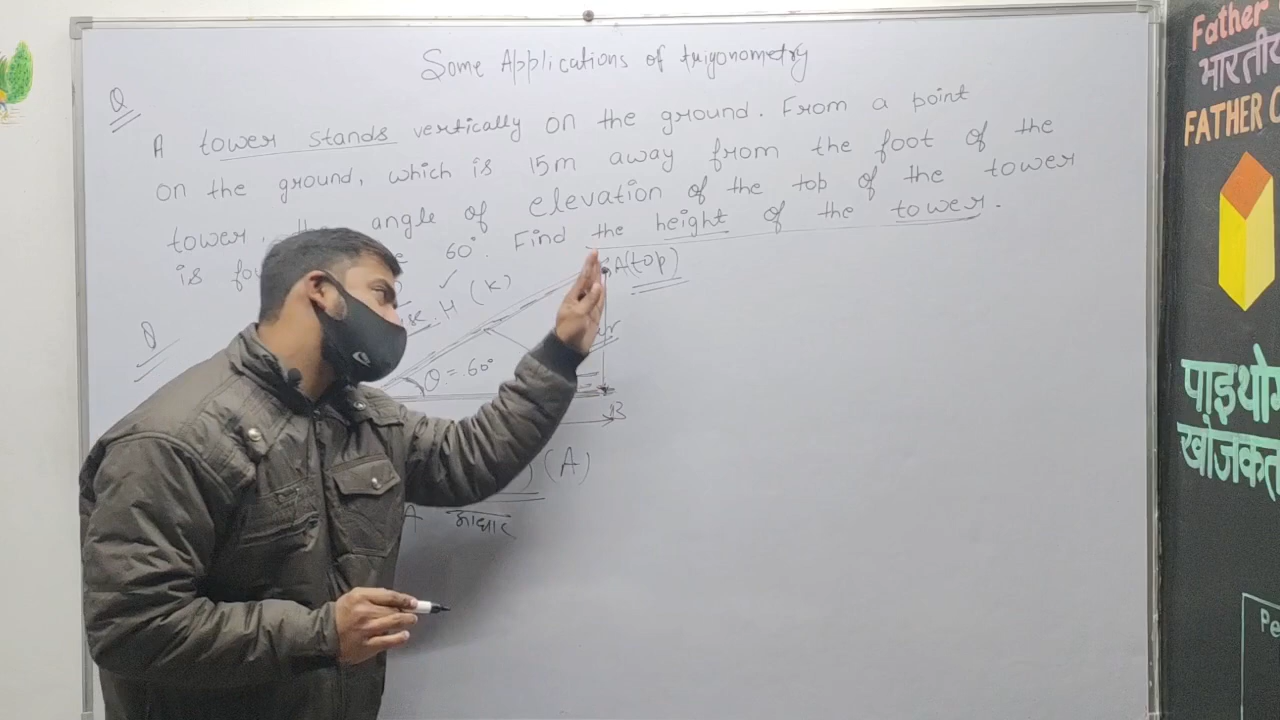 Some Applications of trigonometry
Q
A tower stands vertically on the ground. From a point
on the ground, which is 15m away from the foot of the
tower, the angle of elevation of the top of the tower
is 60°. Find the height of the tower.
A(top)
H (K)
Q
θ = 60°
B
(A)
A आधार
Father
भारतीय
FATHER O
पाइथोग
खोजकर्ता
Pe